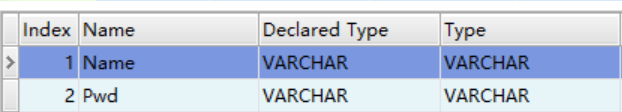 Index Name Declared Type Type
1 Name VARCHAR VARCHAR
2 Pwd VARCHAR VARCHAR